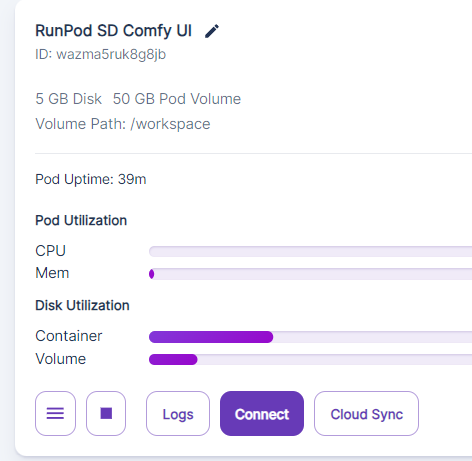 RunPod SD Comfy UI
ID: wazma5ruk8g8jb
5 GB Disk 50 GB Pod Volume
Volume Path: /workspace
Pod Uptime: 39m
Pod Utilization
CPU
Mem
Disk Utilization
Container
Volume
Logs Connect Cloud Sync